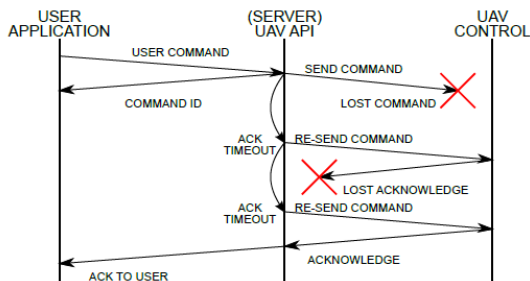 USER
APPLICATION
(SERVER)
UAV API
UAV
CONTROL
USER COMMAND
SEND COMMAND
COMMAND ID
LOST COMMAND
ACK
TIMEOUT
RE-SEND COMMAND
LOST ACKNOWLEDGE
ACK
TIMEOUT
RE-SEND COMMAND
ACKNOWLEDGE
ACK TO USER